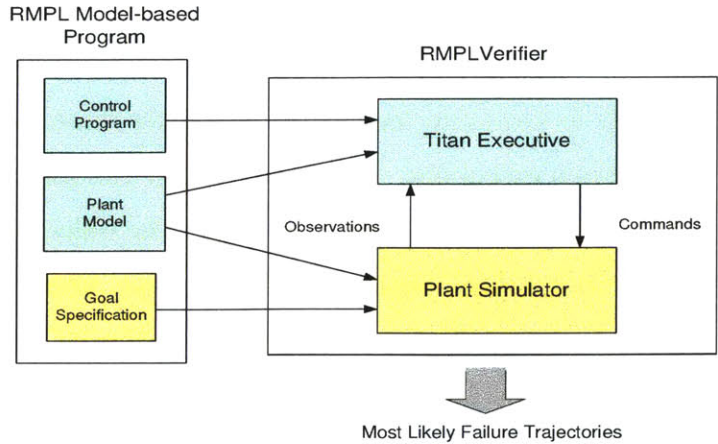 RMPL Model-based
Program
RMPLVerifier
Control
Program
Titan Executive
Plant
Model
Observations
Commands
Goal
Specification
Plant Simulator
Most Likely Failure Trajectories